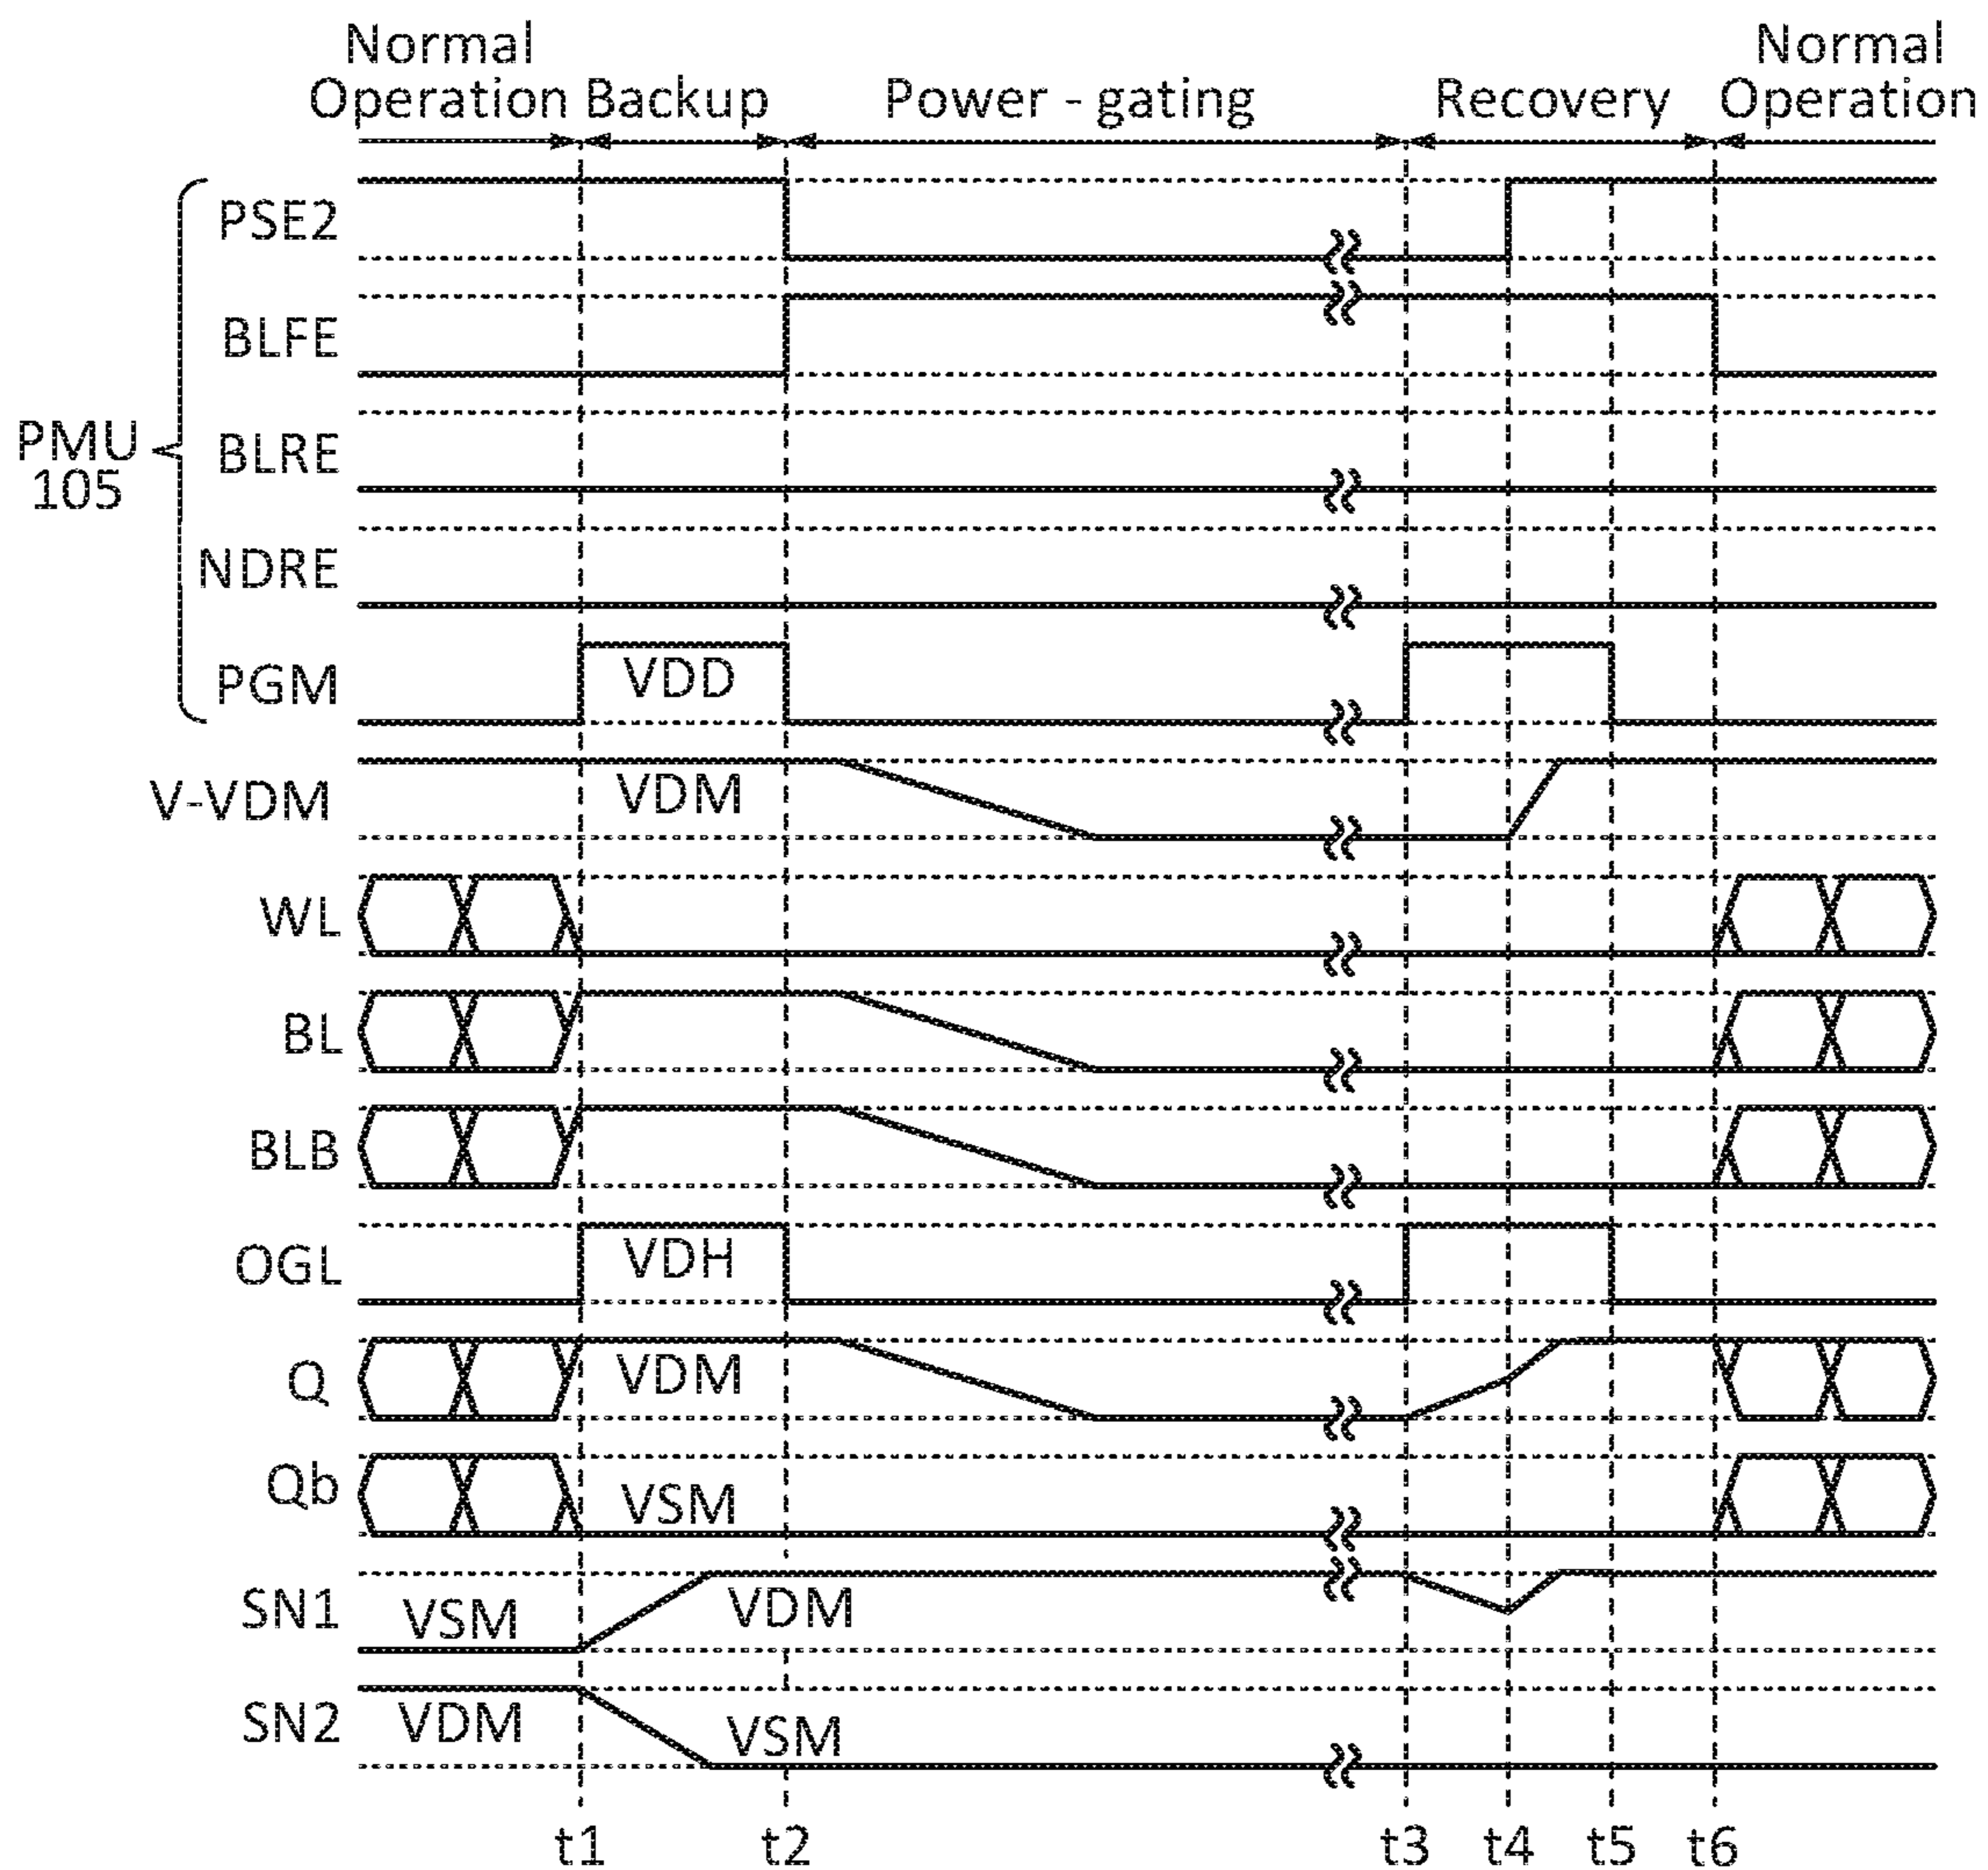 Normal
Operation
Backup
Power - gating
Recovery
Normal
Operation
PMU
105
PSE2
BLFE
BLRE
NDRE
PGM
VDD
V-VDM
VDM
WL
BL
BLB
OGL
VDH
Q
VDM
Qb
VSM
SN1
VSM
VDM
SN2
VDM
VSM
t1
t2
t3
t4
t5
t6